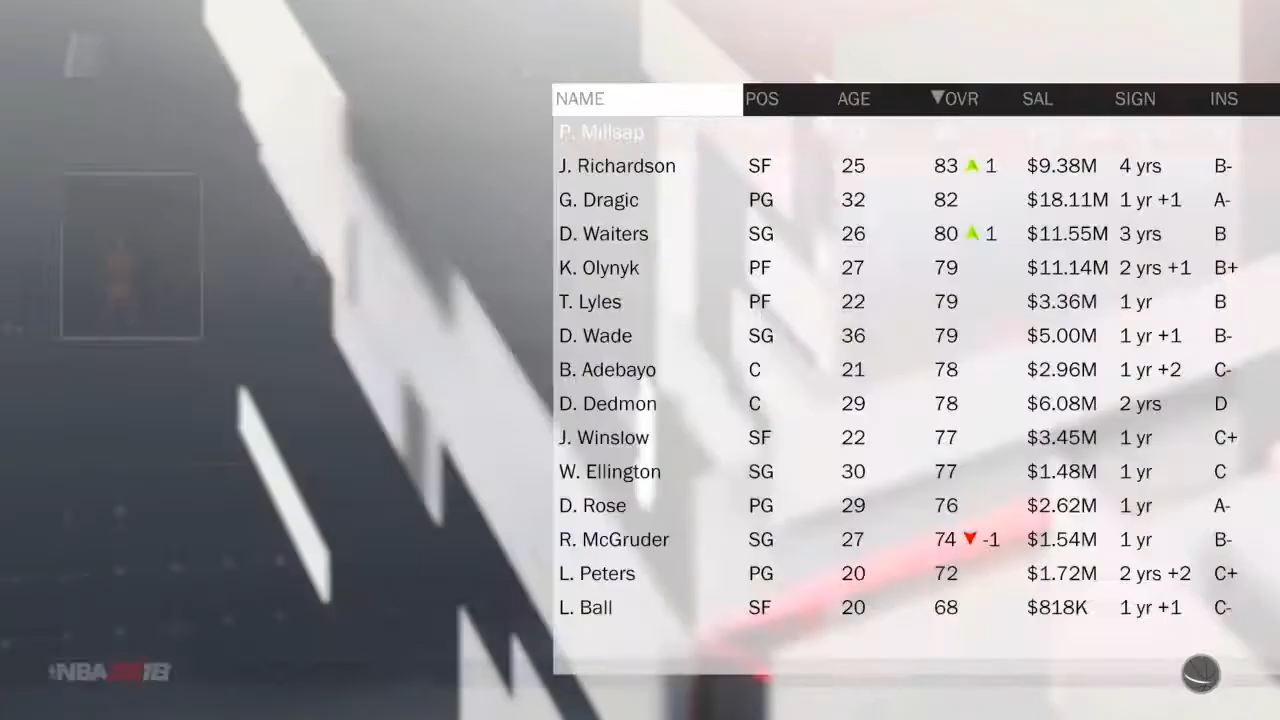 NAME POS AGE ▼OVR SAL SIGN INS
P. Millsap
J. Richardson SF 25 83 1 $9.38M 4 yrs B-
G. Dragic PG 32 82 $18.11M 1 yr +1 A-
D. Waiters SG 26 80 1 $11.55M 3 yrs B
K. Olynyk PF 27 79 $11.14M 2 yrs +1 B+
T. Lyles PF 22 79 $3.36M 1 yr B
D. Wade SG 36 79 $5.00M 1 yr +1 B-
B. Adebayo C 21 78 $2.96M 1 yr +2 C-
D. Dedmon C 29 78 $6.08M 2 yrs D
J. Winslow SF 22 77 $3.45M 1 yr C+
W. Ellington SG 30 77 $1.48M 1 yr C
D. Rose PG 29 76 $2.62M 1 yr A-
R. McGruder SG 27 74 -1 $1.54M 1 yr B-
L. Peters PG 20 72 $1.72M 2 yrs +2 C+
L. Ball SF 20 68 $818K 1 yr +1 C-
NBA 2K18